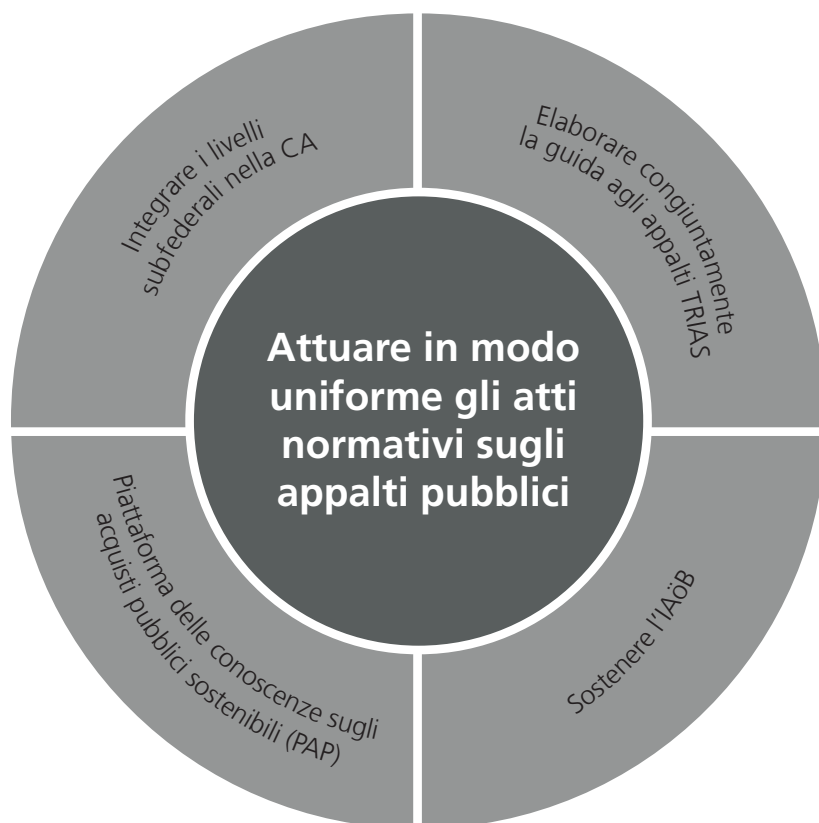 Integrare i livelli
subfederali nella CA
Elaborare congiuntamente
la guida agli appalti TRIAS
Attuare in modo
uniforme gli atti
normativi sugli
appalti pubblici
Piattaforma delle conoscenze sugli
acquisti pubblici sostenibili (PAP)
Sostenere l'IAöB